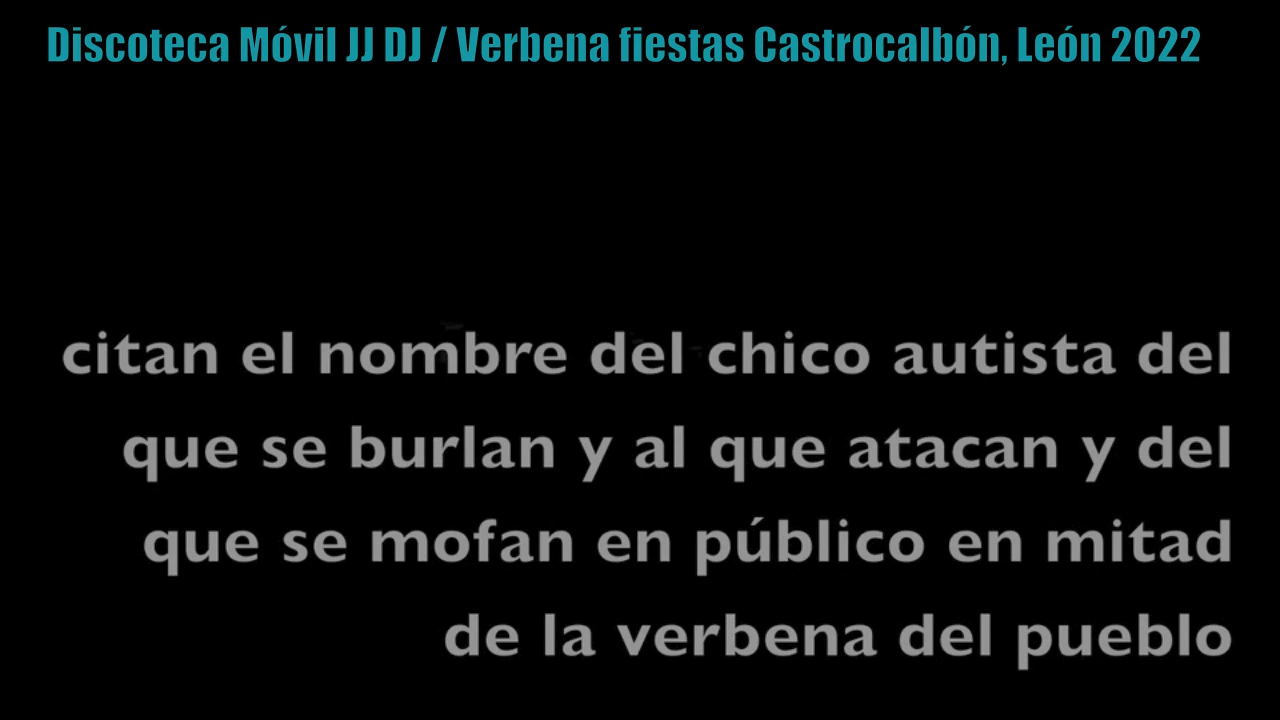 Discoteca Móvil JJ DJ / Verbena fiestas Castrocalbón, León 2022
citan el nombre del chico autista del
que se burlan y al que atacan y del
que se mofan en público en mitad
de la verbena del pueblo